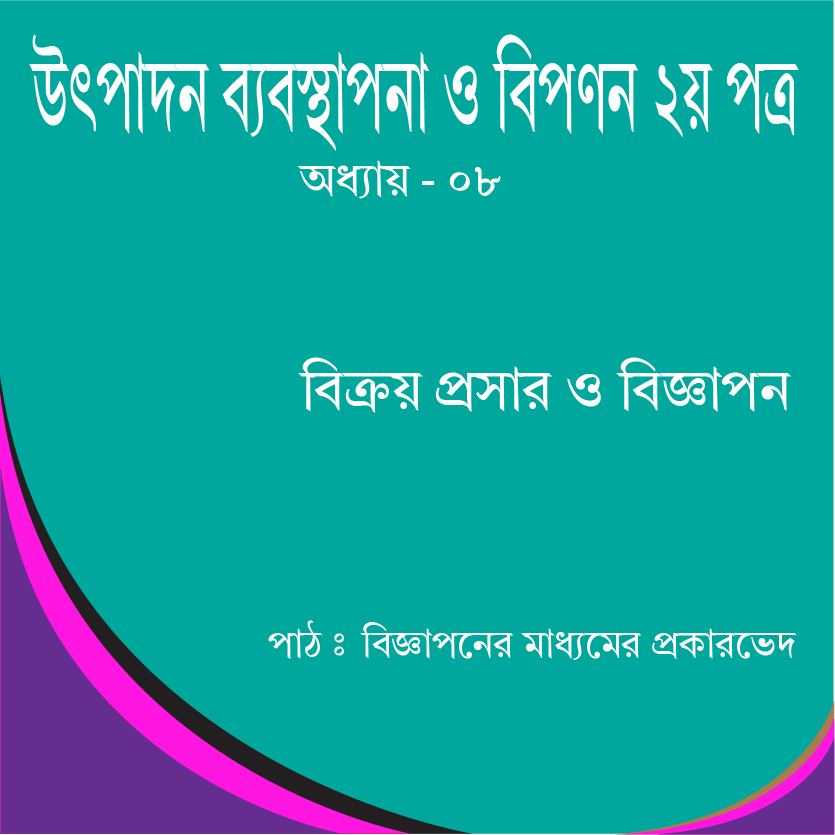 উৎপাদন ব্যবস্থাপনা ও বিপণন ২য় পত্র
অধ্যায় - ০৮
বিক্রয় প্রসার ও বিজ্ঞাপন
পাঠ ঃ বিজ্ঞাপনের মাধ্যমের প্রকারভেদ